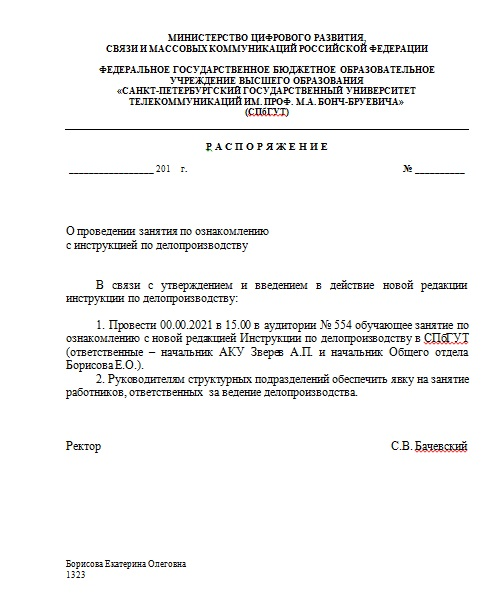 МИНИСТЕРСТВО ЦИФРОВОГО РАЗВИТИЯ,
СВЯЗИ И МАССОВЫХ КОММУНИКАЦИЙ РОССИЙСКОЙ ФЕДЕРАЦИИ
ФЕДЕРАЛЬНОЕ ГОСУДАРСТВЕННОЕ БЮДЖЕТНОЕ ОБРАЗОВАТЕЛЬНОЕ
УЧРЕЖДЕНИЕ ВЫСШЕГО ОБРАЗОВАНИЯ
«САНКТ-ПЕТЕРБУРГСКИЙ ГОСУДАРСТВЕННЫЙ УНИВЕРСИТЕТ
ТЕЛЕКОММУНИКАЦИЙ ИМ. ПРОФ. М.А. БОНЧ-БРУЕВИЧА»
(СПбГУТ)
Р А С П О Р Я Ж Е Н И Е
_________________ 201 г. № __________
О проведении занятия по ознакомлению
с инструкцией по делопроизводству
В связи с утверждением и введением в действие новой редакции
инструкции по делопроизводству:
1. Провести 00.00.2021 в 15.00 в аудитории № 554 обучающее занятие по
ознакомлению с новой редакцией Инструкции по делопроизводству в СПбГУТ
(ответственные – начальник АКУ Зверев А.П. и начальник Общего отдела
Борисова Е.О.).
2. Руководителям структурных подразделений обеспечить явку на занятие
работников, ответственных за ведение делопроизводства.
Ректор С.В. Бачевский
Борисова Екатерина Олеговна
1323